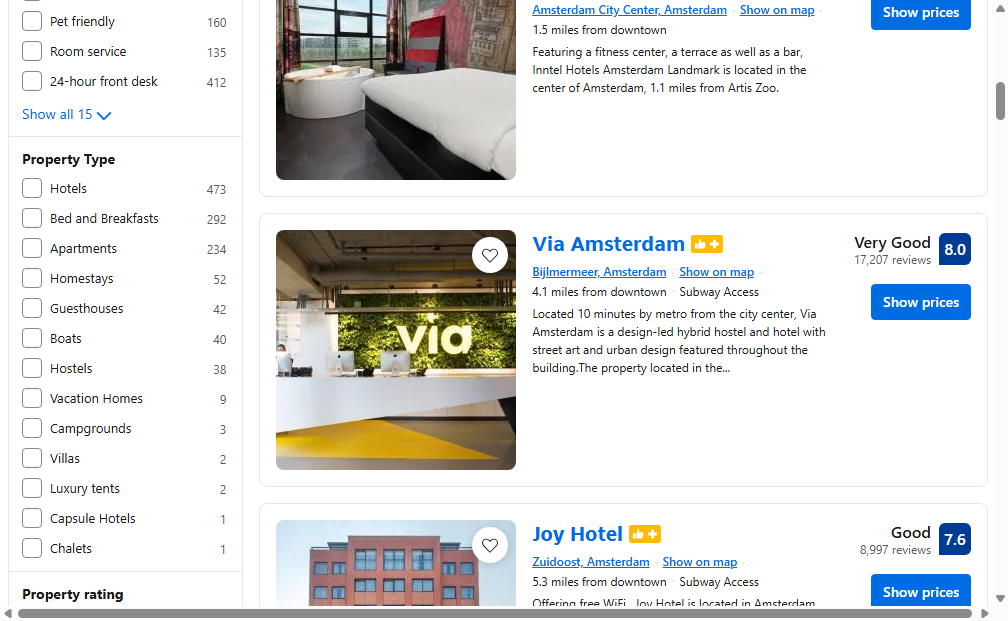 Pet friendly 160
Room service 135
24-hour front desk 412
Show all 15
Property Type
Hotels 473
Bed and Breakfasts 292
Apartments 234
Homestays 52
Guesthouses 42
Boats 40
Hostels 38
Vacation Homes 9
Campgrounds 3
Villas 2
Luxury tents 2
Capsule Hotels 1
Chalets 1
Property rating
Amsterdam City Center, Amsterdam · Show on map ·
1.5 miles from downtown
Featuring a fitness center, a terrace as well as a bar,
Inntel Hotels Amsterdam Landmark is located in the
center of Amsterdam, 1.1 miles from Artis Zoo.
Show prices
via
Via Amsterdam
Bijlmermeer, Amsterdam · Show on map ·
4.1 miles from downtown · Subway Access
Located 10 minutes by metro from the city center, Via
Amsterdam is a design-led hybrid hostel and hotel with
street art and urban design featured throughout the
building.The property located in the...
Very Good 8.0
17,207 reviews
Show prices
Joy Hotel
Zuidoost, Amsterdam · Show on map ·
5.3 miles from downtown · Subway Access
Offering free WiFi, Joy Hotel is located in Amsterdam
Good 7.6
8,997 reviews
Show prices